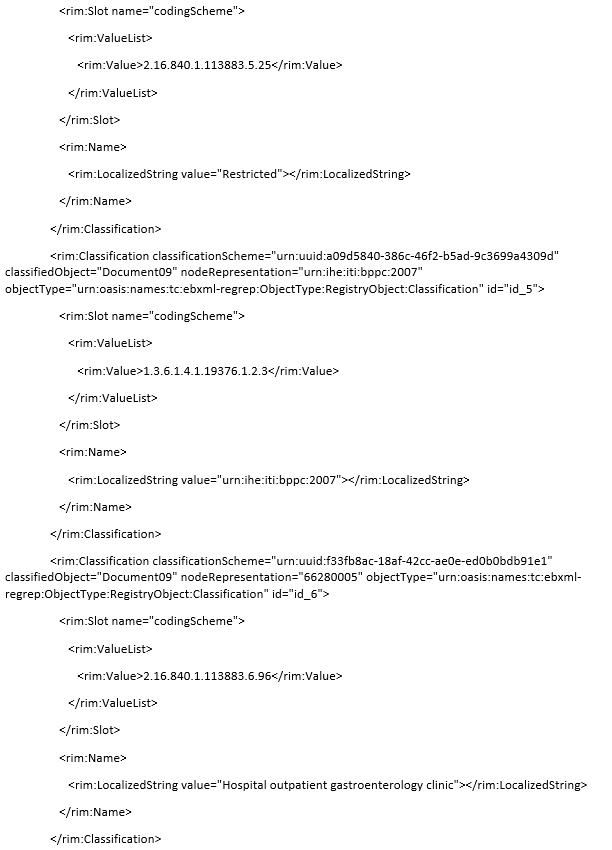 <rim:Slot name="codingScheme">
<rim:ValueList>
<rim:Value>2.16.840.1.113883.5.25</rim:Value>
</rim:ValueList>
</rim:Slot>
<rim:Name>
<rim:LocalizedString value="Restricted"></rim:LocalizedString>
</rim:Name>
</rim:Classification>
<rim:Classification classificationScheme="urn:uuid:a09d5840-386c-46f2-b5ad-9c3699a4309d"
classifiedObject="Document09" nodeRepresentation="urn:ihe:iti:bppc:2007"
objectType="urn:oasis:names:tc:ebxml-regrep:ObjectType:RegistryObject:Classification" id="id_5">
<rim:Slot name="codingScheme">
<rim:ValueList>
<rim:Value>1.3.6.1.4.1.19376.1.2.3</rim:Value>
</rim:ValueList>
</rim:Slot>
<rim:Name>
<rim:LocalizedString value="urn:ihe:iti:bppc:2007"></rim:LocalizedString>
</rim:Name>
</rim:Classification>
<rim:Classification classificationScheme="urn:uuid:f33fb8ac-18af-42cc-ae0e-ed0b0bdb91e1"
classifiedObject="Document09" nodeRepresentation="66280005" objectType="urn:oasis:names:tc:ebxml-
regrep:ObjectType:RegistryObject:Classification" id="id_6">
<rim:Slot name="codingScheme">
<rim:ValueList>
<rim:Value>2.16.840.1.113883.6.96</rim:Value>
</rim:ValueList>
</rim:Slot>
<rim:Name>
<rim:LocalizedString value="Hospital outpatient gastroenterology clinic"></rim:LocalizedString>
</rim:Name>
</rim:Classification>